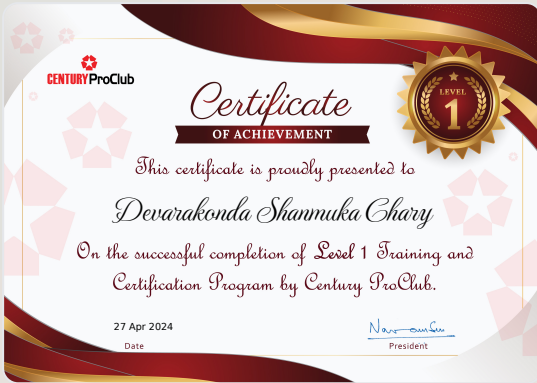 CENTURY ProClub
Certificate
OF ACHIEVEMENT
LEVEL
1
This certificate is proudly presented to
Devarakonda Shanmuka Chary
On the successful completion of Level 1 Training and
Certification Program by Century ProClub.
27 Apr 2024
Date
President